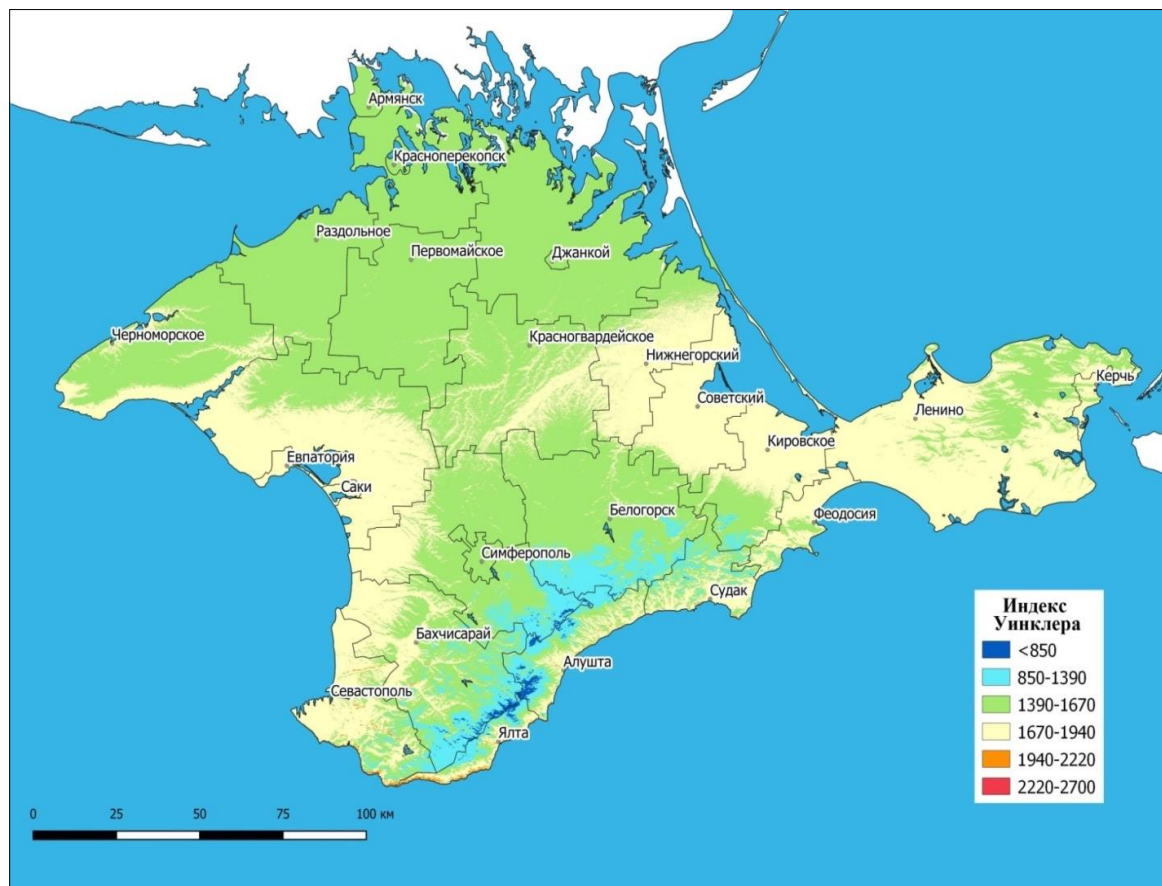 Армянск
Красноперекопск
Раздольное
Первомайское
Джанкой
Черноморское
Красногвардейское
Нижнегорский
Керчь
Советский
Ленино
Кировское
Евпатория
Саки
Белогорск
Феодосия
Симферополь
Судак
Бахчисарай
Алушта
Севастополь
Ялта
Индекс
Уинклера
<850
850-1390
1390-1670
1670-1940
1940-2220
2220-2700
0 25 50 75 100 км